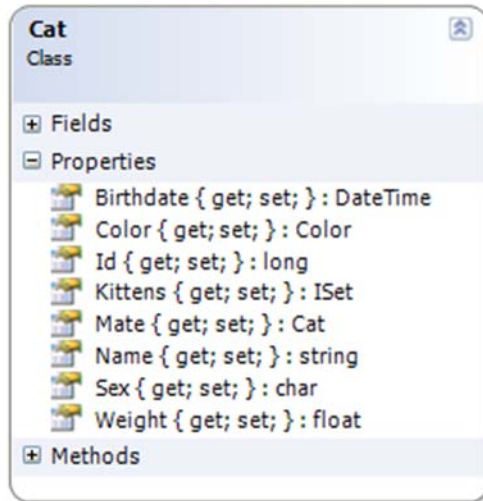 Cat
Class
Fields
Properties
Birthdate { get; set; } : DateTime
Color { get; set; } : Color
Id { get; set; } : long
Kittens { get; set; } : ISet
Mate { get; set; } : Cat
Name { get; set; } : string
Sex { get; set; } : char
Weight { get; set; } : float
Methods